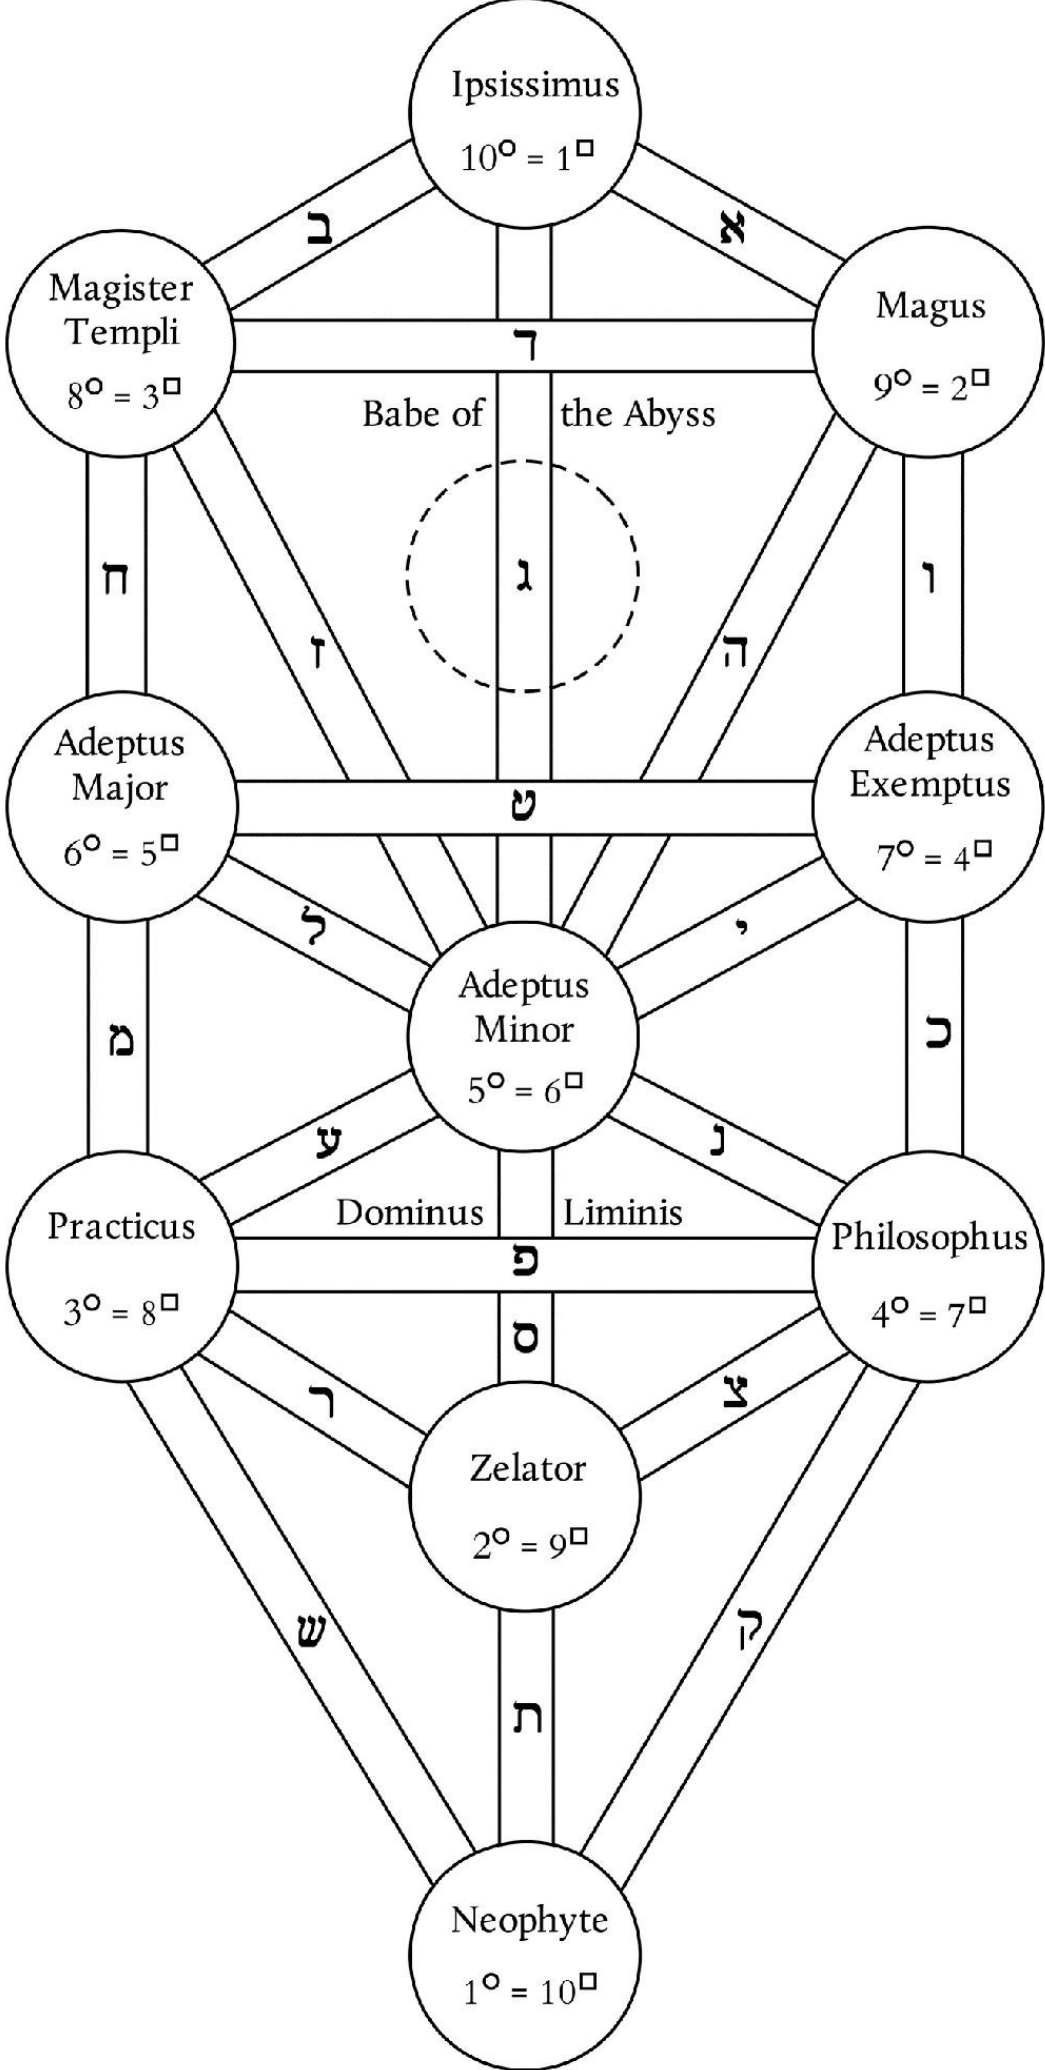 Ipsissimus
10° = 1□
ב
א
Magister
Templi
8° = 3□
Magus
9° = 2□
ד
Babe of the Abyss
ח
ז
ג
ה
ו
Adeptus
Major
6° = 5□
Adeptus
Exemptus
7° = 4□
ט
ל
י
Adeptus
Minor
5° = 6□
מ
כ
ע
נ
Dominus Liminis
Practicus
3° = 8□
Philosophus
4° = 7□
פ
ס
ר
צ
Zelator
2° = 9□
ש
ק
ת
Neophyte
1° = 10□